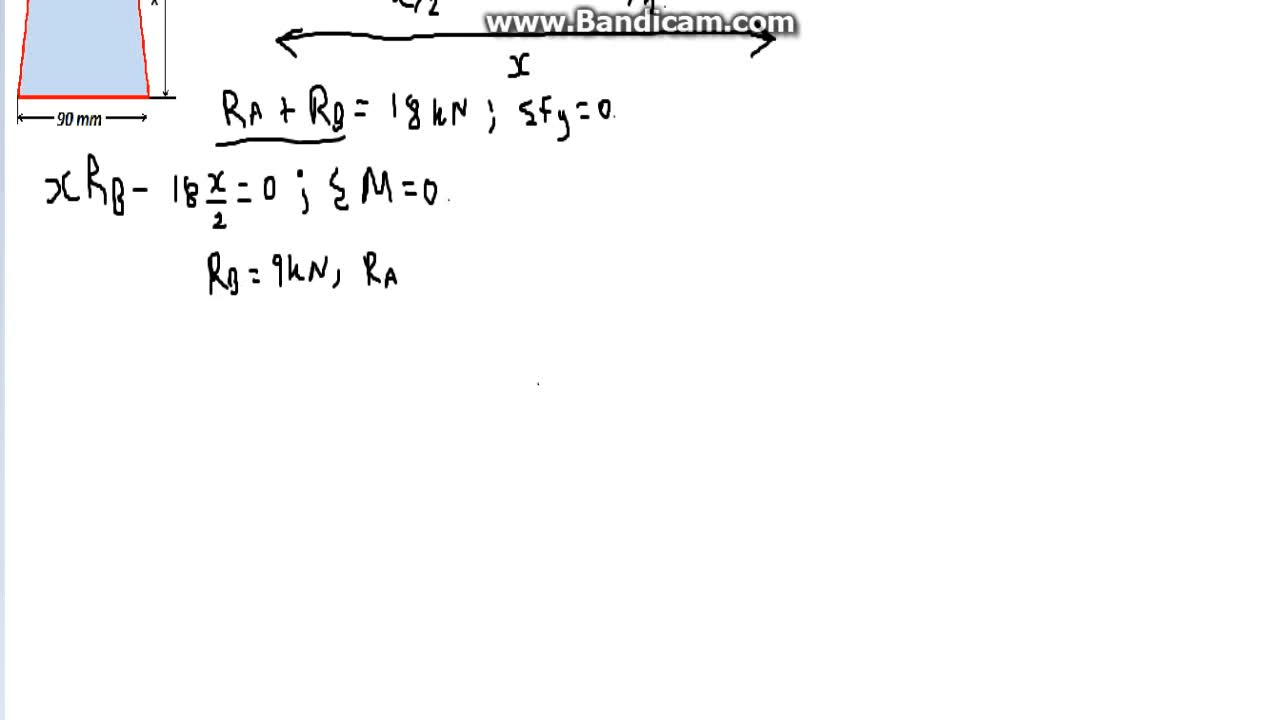 www.Bandicam.com
x
90 mm
RA + RB = 18 kN ; ΣFy = 0
xRB - 18 x/2 = 0 ; ΣM = 0
RB = 9kN, RA